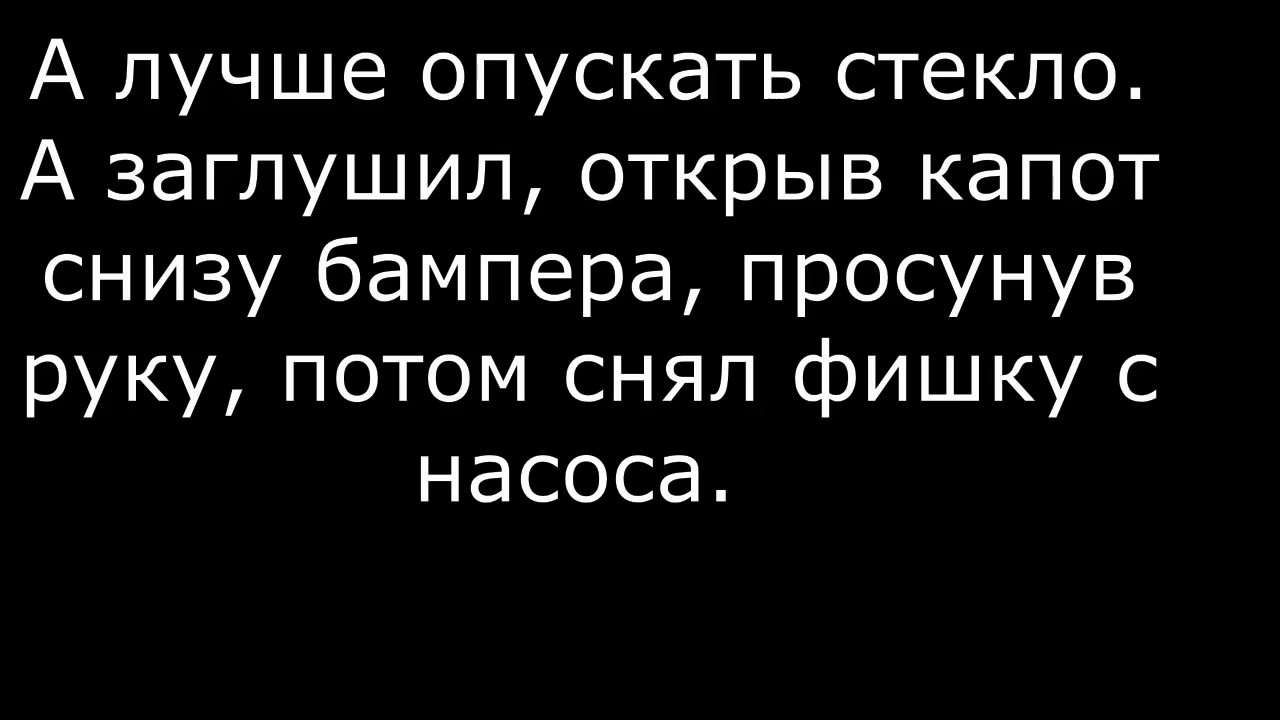 А лучше опускать стекло.
А заглушил, открыв капот
снизу бампера, просунув
руку, потом снял фишку с
насоса.